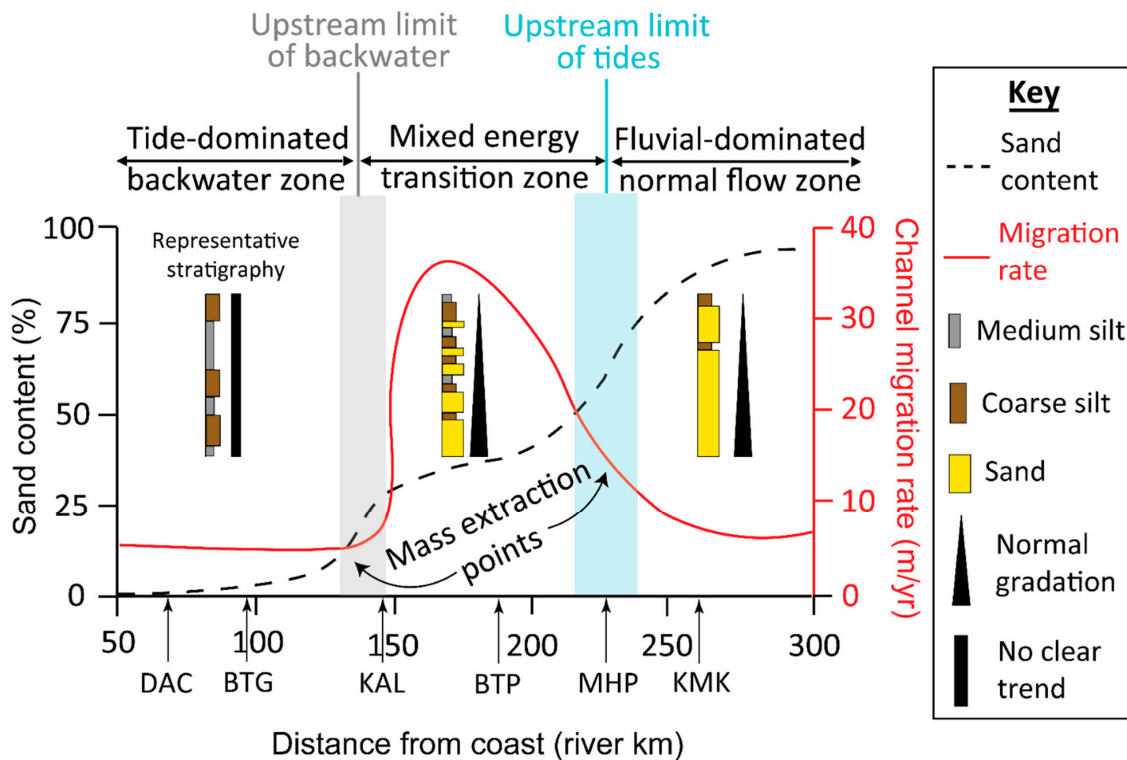 Upstream limit
of backwater
Upstream limit
of tides
Tide-dominated
backwater zone
Mixed energy
transition zone
Fluvial-dominated
normal flow zone
Sand content (%)
100
75
50
25
0
Representative
stratigraphy
Mass extraction
points
40
30
20
10
0
Channel migration rate (m/yr)
50
100
150
200
250
300
DAC
BTG
KAL
BTP
MHP
KMK
Distance from coast (river km)
Key
Sand
content
Migration
rate
Medium silt
Coarse silt
Sand
Normal
gradation
No clear
trend